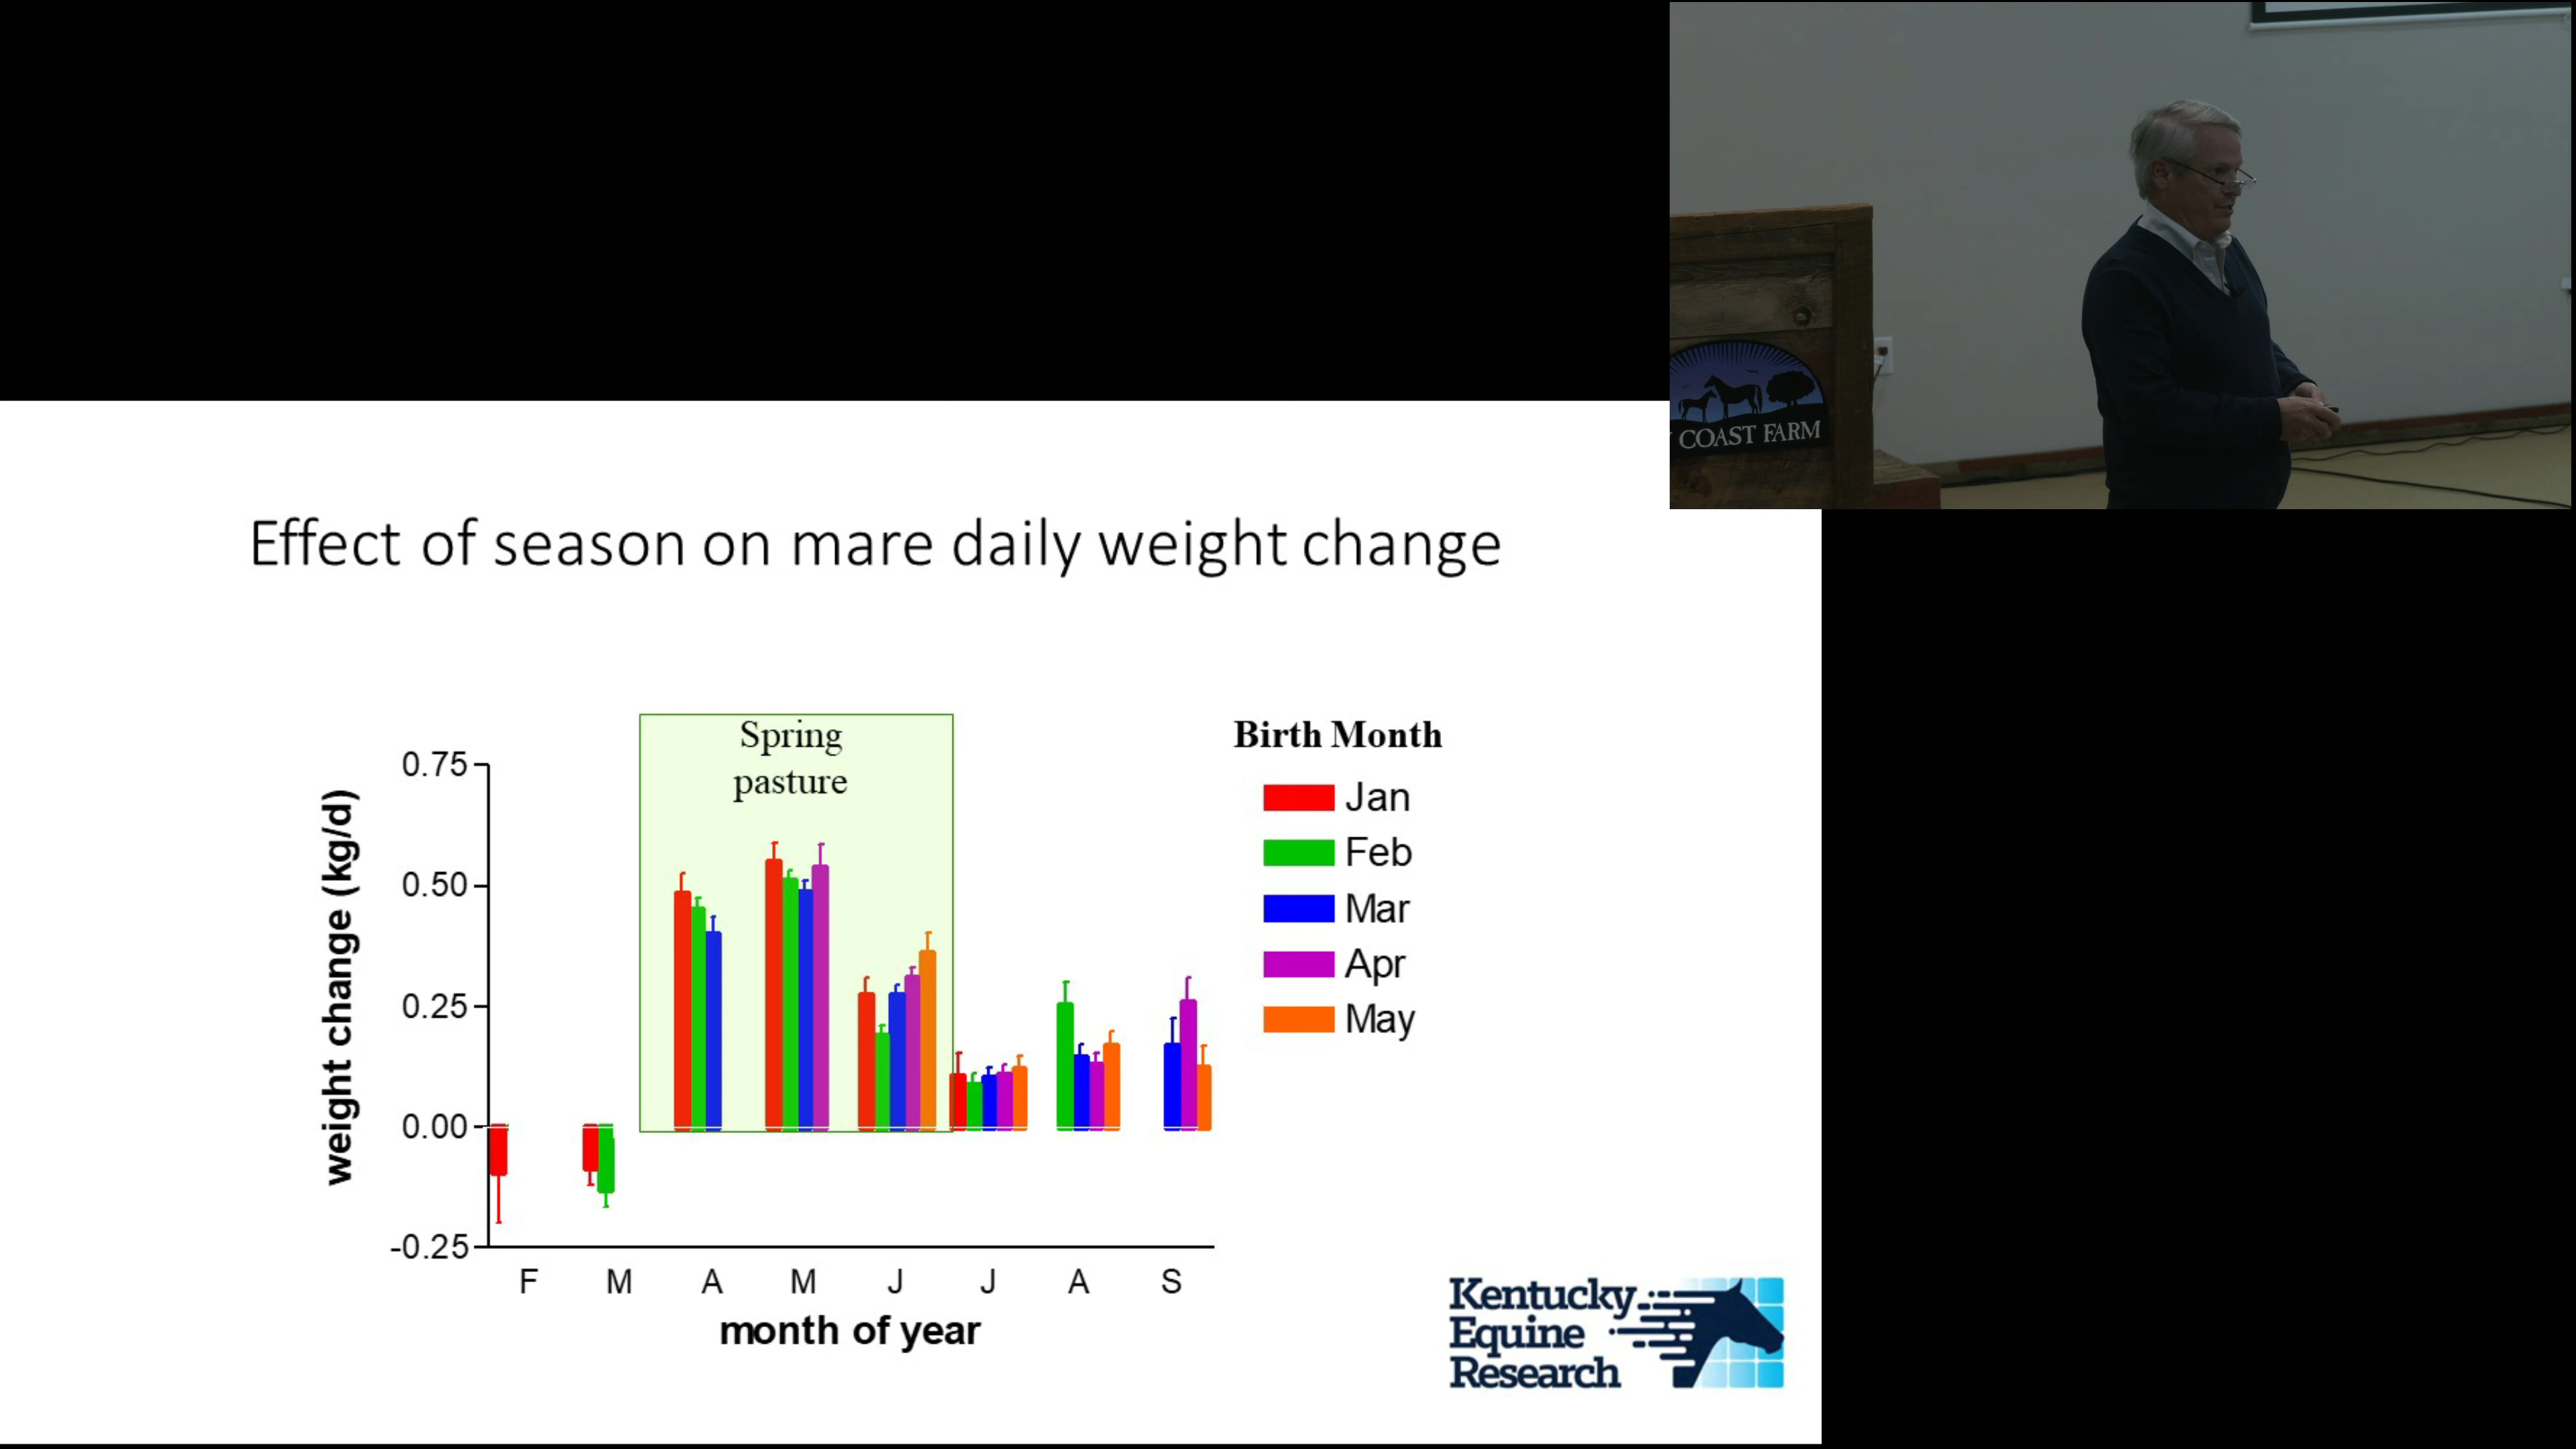 COAST FARM
Effect of season on mare daily weight change
Spring
pasture
weight change (kg/d)
0.75
0.50
0.25
0.00
-0.25
F M A M J J A S
month of year
Birth Month
Jan
Feb
Mar
Apr
May
Kentucky
Equine
Research